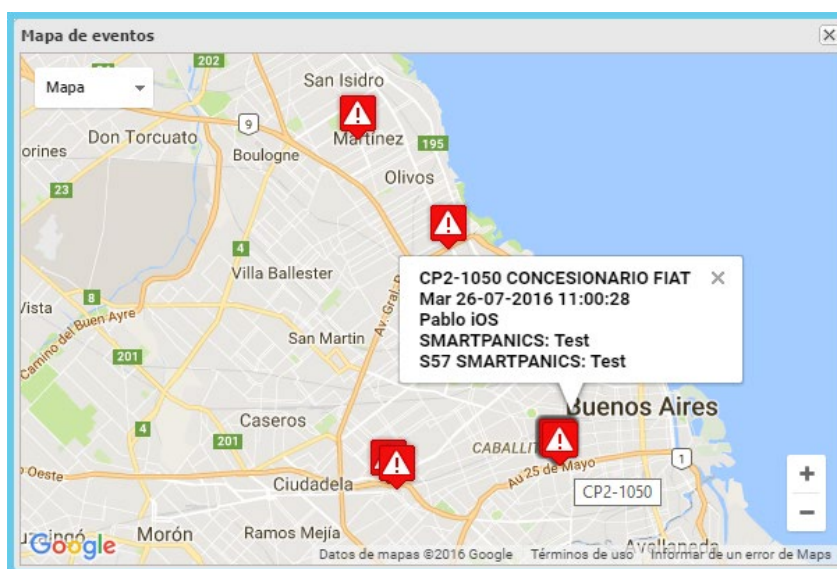 Mapa de eventos
Mapa
202
San Isidro
9
Martinez
195
Don Torcuato
orines
Boulogne
Olivos
23
4
Villa Ballester
8
Vista
Camino del Buen Ayre
Av. Gral. P
San Martin
201
CP2-1050 CONCESIONARIO FIAT
Mar 26-07-2016 11:00:28
Pablo iOS
SMARTPANICS: Test
S57 SMARTPANICS: Test
Buenos Aires
Caseros
4
201
CABALLIT
1
Oeste
Ciudadela
Au 25 de Mayo
CP2-1050
Morón
Ramos Mejía
Avellaneda
Google
Datos de mapas ©2016 Google Términos de uso Informar de un error de Maps